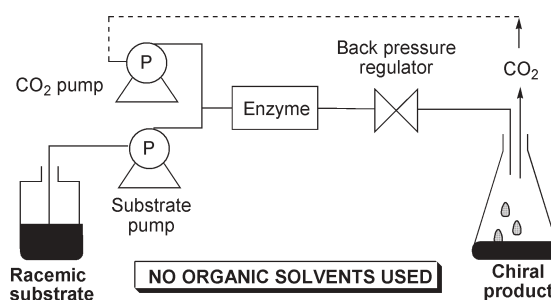 Back pressure
regulator
P
CO₂
CO₂ pump
Enzyme
P
Substrate
pump
Racemic
substrate
NO ORGANIC SOLVENTS USED
Chiral
product